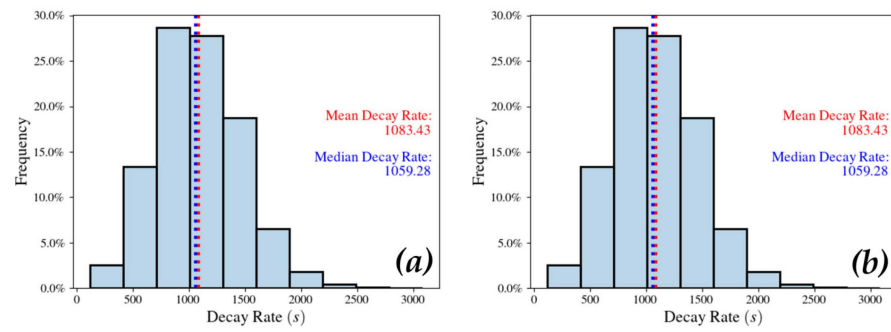 30.0%
25.0%
20.0%
15.0%
10.0%
5.0%
0.0%
Frequency
Mean Decay Rate:
1083.43
Median Decay Rate:
1059.28
(a)
0 500 1000 1500 2000 2500 3000
Decay Rate (s)
30.0%
25.0%
20.0%
15.0%
10.0%
5.0%
0.0%
Frequency
Mean Decay Rate:
1083.43
Median Decay Rate:
1059.28
(b)
0 500 1000 1500 2000 2500 3000
Decay Rate (s)